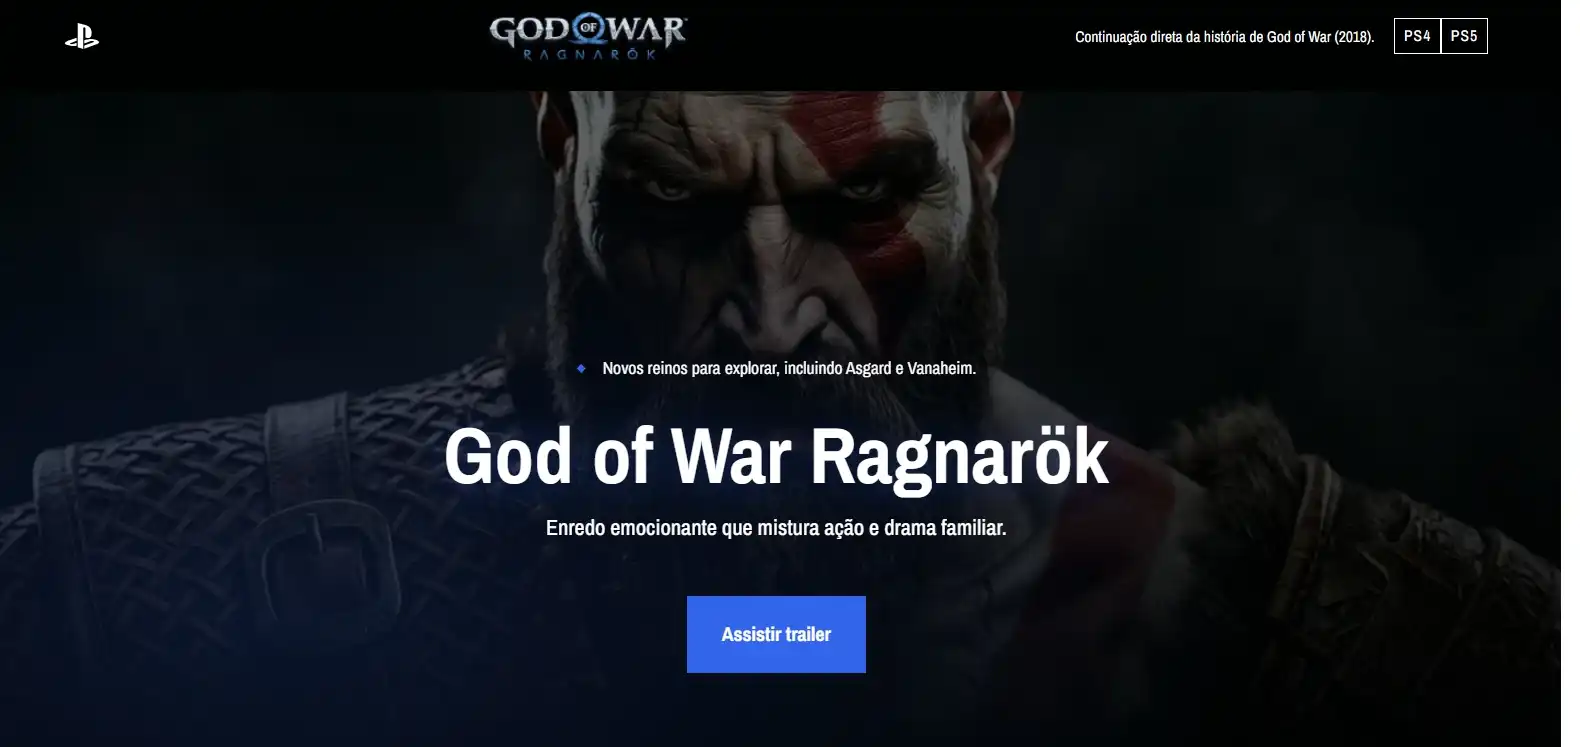 GOD OF WAR
RAGNARÖK
Continuação direta da história de God of War (2018).
PS4 PS5
Novos reinos para explorar, incluindo Asgard e Vanaheim.
God of War Ragnarök
Enredo emocionante que mistura ação e drama familiar.
Assistir trailer